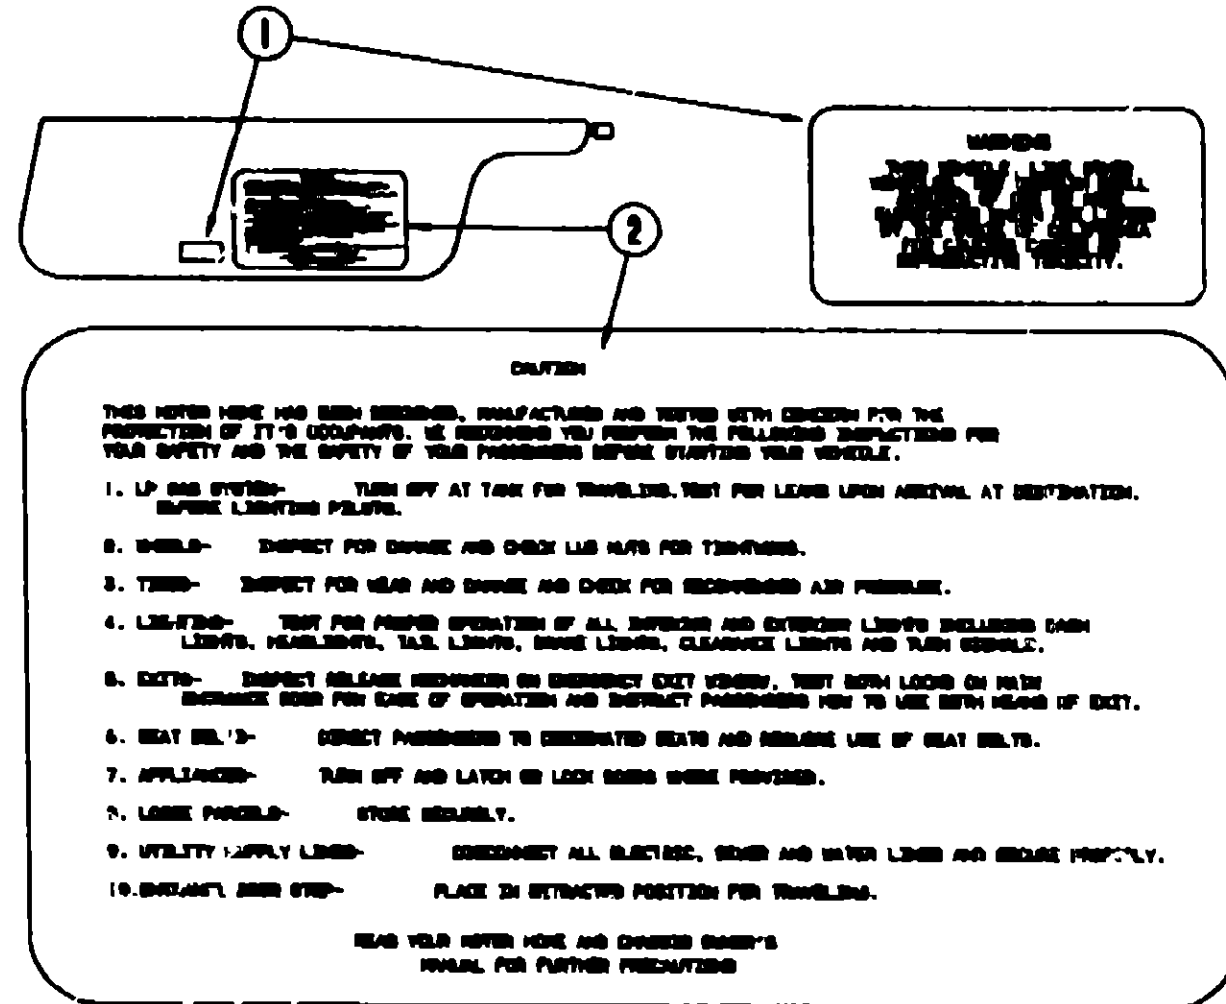 1
WARNING
THIS VEHICLE LIKE OTHER
REPRODUCTIVE TOXICITY.
2
CAUTION
THIS MOTOR HOME HAS BEEN DESIGNED, MANUFACTURED AND TESTED WITH CONCERN FOR THE
PROTECTION OF IT'S OCCUPANTS. WE RECOMMEND YOU PERFORM THE FOLLOWING INSPECTIONS FOR
YOUR SAFETY AND THE SAFETY OF YOUR PASSENGERS BEFORE STARTING YOUR VEHICLE.
1. LP GAS SYSTEM- TURN OFF AT TANK FOR TRAVELING. TEST FOR LEAKS UPON ARRIVAL AT DESTINATION.
BEFORE LIGHTING PILOTS.
2. WHEELS- INSPECT FOR DAMAGE AND CHECK LUG NUTS FOR TIGHTNESS.
3. TIRES- INSPECT FOR WEAR AND DAMAGE AND CHECK FOR RECOMMENDED AIR PRESSURE.
4. LIGHTING- TEST FOR PROPER OPERATION OF ALL INTERIOR AND EXTERIOR LIGHTS INCLUDING DASH
LIGHTS, HEADLIGHTS, TAIL LIGHTS, BRAKE LIGHTS, CLEARANCE LIGHTS AND TURN SIGNALS.
5. EXITS- INSPECT RELEASE MECHANISM ON EMERGENCY EXIT WINDOW, TEST BOTH LOCKS ON MAIN
ENTRANCE DOOR FOR EASE OF OPERATION AND INSTRUCT PASSENGERS HOW TO USE BOTH MEANS OF EXIT.
6. SEAT BELTS- DIRECT PASSENGERS TO DESIGNATED SEATS AND REQUIRE USE OF SEAT BELTS.
7. APPLIANCES- TURN OFF AND LATCH OR LOCK DOORS WHERE PROVIDED.
8. LOOSE PARCELS- STORE SECURELY.
9. UTILITY SUPPLY LINES- DISCONNECT ALL ELECTRIC, SEWER AND WATER LINES AND SECURE PROPERLY.
10. ENTRANCE DOOR STEP- PLACE IN RETRACTED POSITION FOR TRAVELING.
READ YOUR MOTOR HOME AND CHASSIS OWNER'S
MANUAL FOR FURTHER PRECAUTIONS